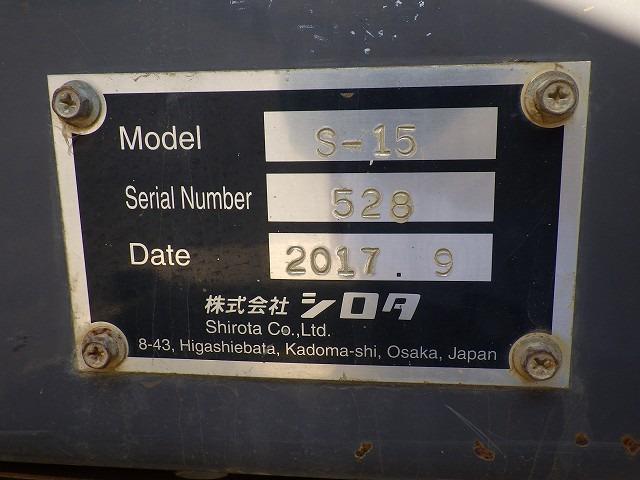 Model S-15
Serial Number 528
Date 2017.9
株式会社 シロタ
Shirota Co.,Ltd.
8-43, Higashiebata, Kadoma-shi, Osaka, Japan